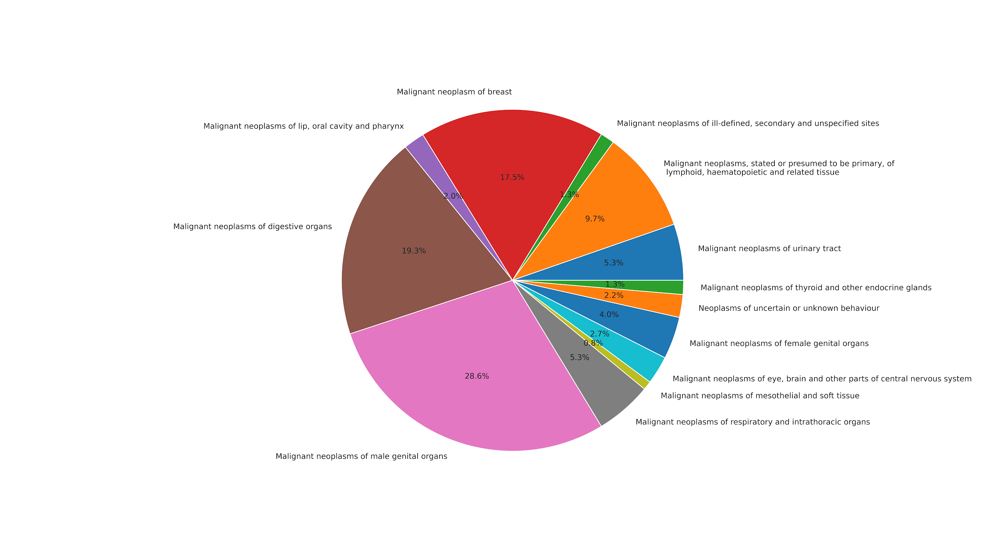 Malignant neoplasm of breast
Malignant neoplasms of ill-defined, secondary and unspecified sites
Malignant neoplasms of lip, oral cavity and pharynx
Malignant neoplasms, stated or presumed to be primary, of
lymphoid, haematopoietic and related tissue
17.5%
1.3%
2.0%
9.7%
Malignant neoplasms of digestive organs
Malignant neoplasms of urinary tract
19.3%
5.3%
1.3%
Malignant neoplasms of thyroid and other endocrine glands
2.2%
Neoplasms of uncertain or unknown behaviour
4.0%
2.7%
0.8%
Malignant neoplasms of female genital organs
5.3%
28.6%
Malignant neoplasms of eye, brain and other parts of central nervous system
Malignant neoplasms of mesothelial and soft tissue
Malignant neoplasms of respiratory and intrathoracic organs
Malignant neoplasms of male genital organs